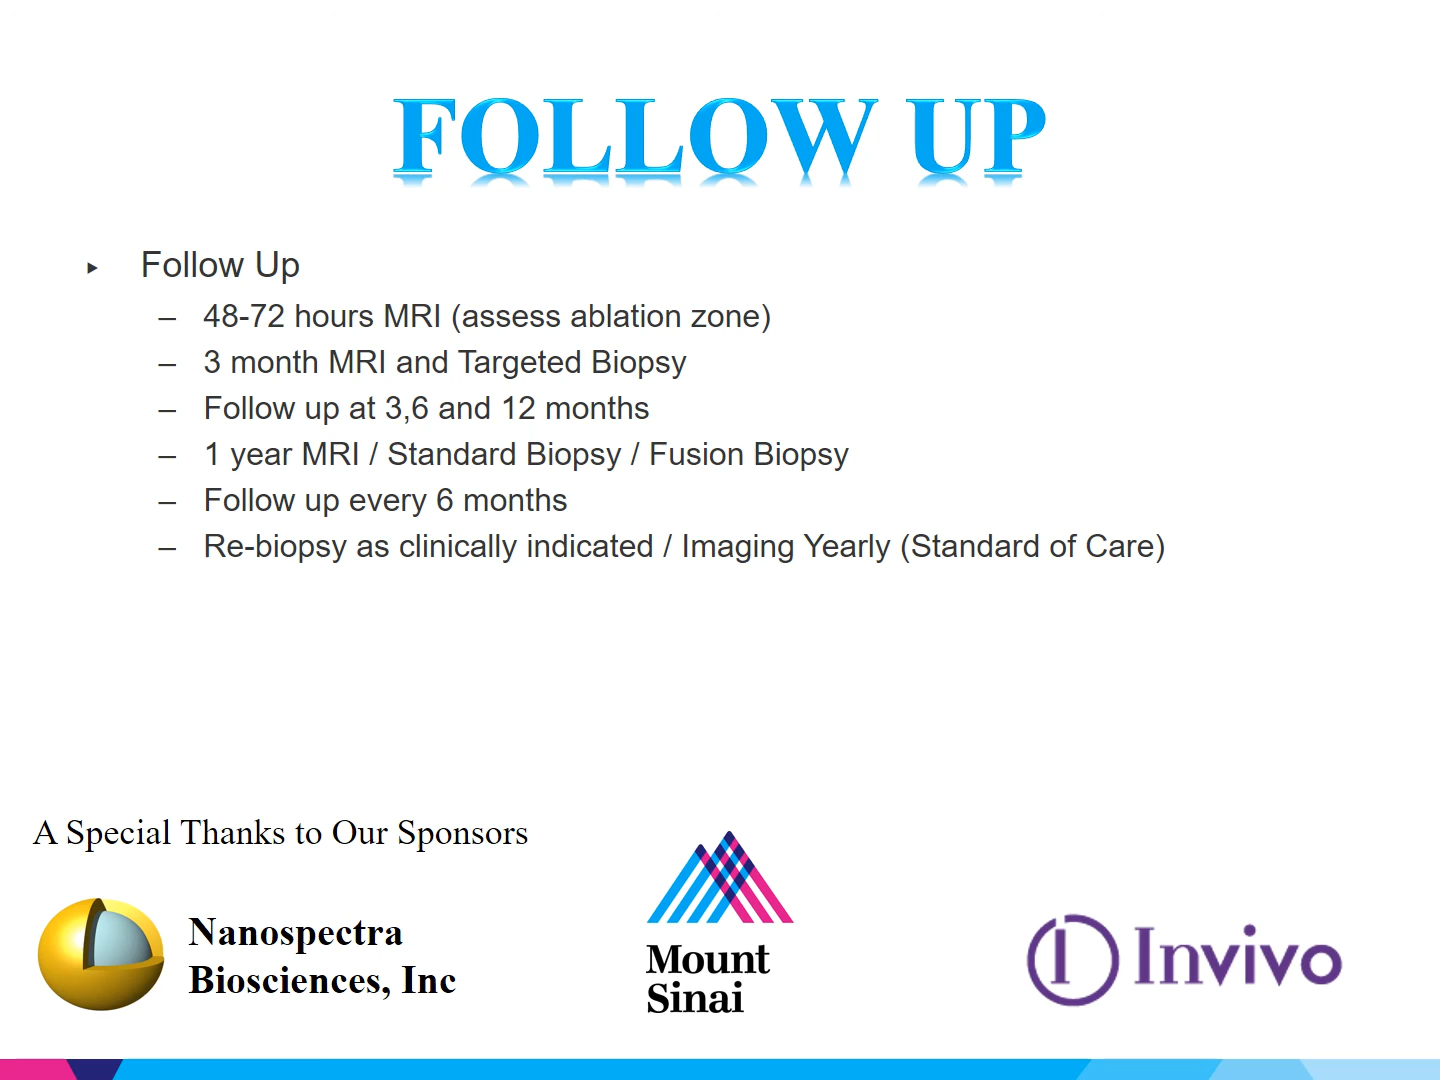 FOLLOW UP
▸ Follow Up
– 48-72 hours MRI (assess ablation zone)
– 3 month MRI and Targeted Biopsy
– Follow up at 3,6 and 12 months
– 1 year MRI / Standard Biopsy / Fusion Biopsy
– Follow up every 6 months
– Re-biopsy as clinically indicated / Imaging Yearly (Standard of Care)
A Special Thanks to Our Sponsors
Nanospectra
Biosciences, Inc
Mount
Sinai
Invivo